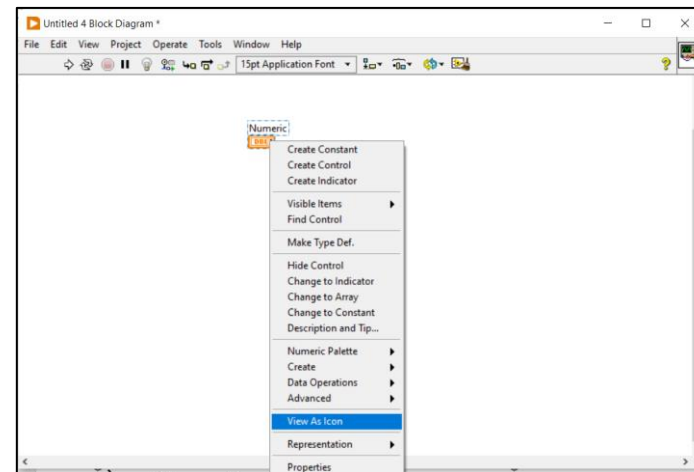 Untitled 4 Block Diagram *
File Edit View Project Operate Tools Window Help
15pt Application Font
Numeric
DBL
Create Constant
Create Control
Create Indicator
Visible Items
Find Control
Make Type Def.
Hide Control
Change to Indicator
Change to Array
Change to Constant
Description and Tip...
Numeric Palette
Create
Data Operations
Advanced
View As Icon
Representation
Properties